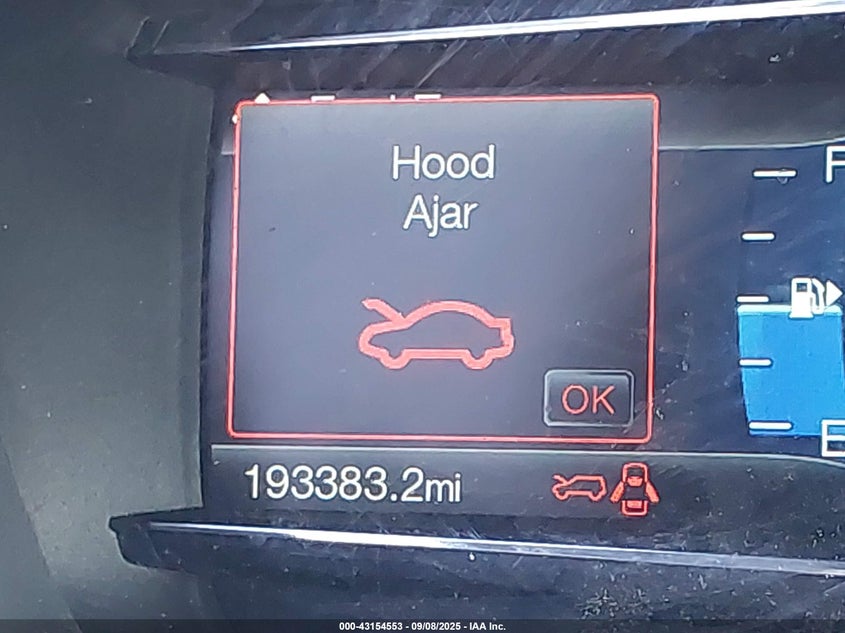 Hood
Ajar
F
OK
E
193383.2mi
000-43154553 - 09/08/2025 - IAA Inc.